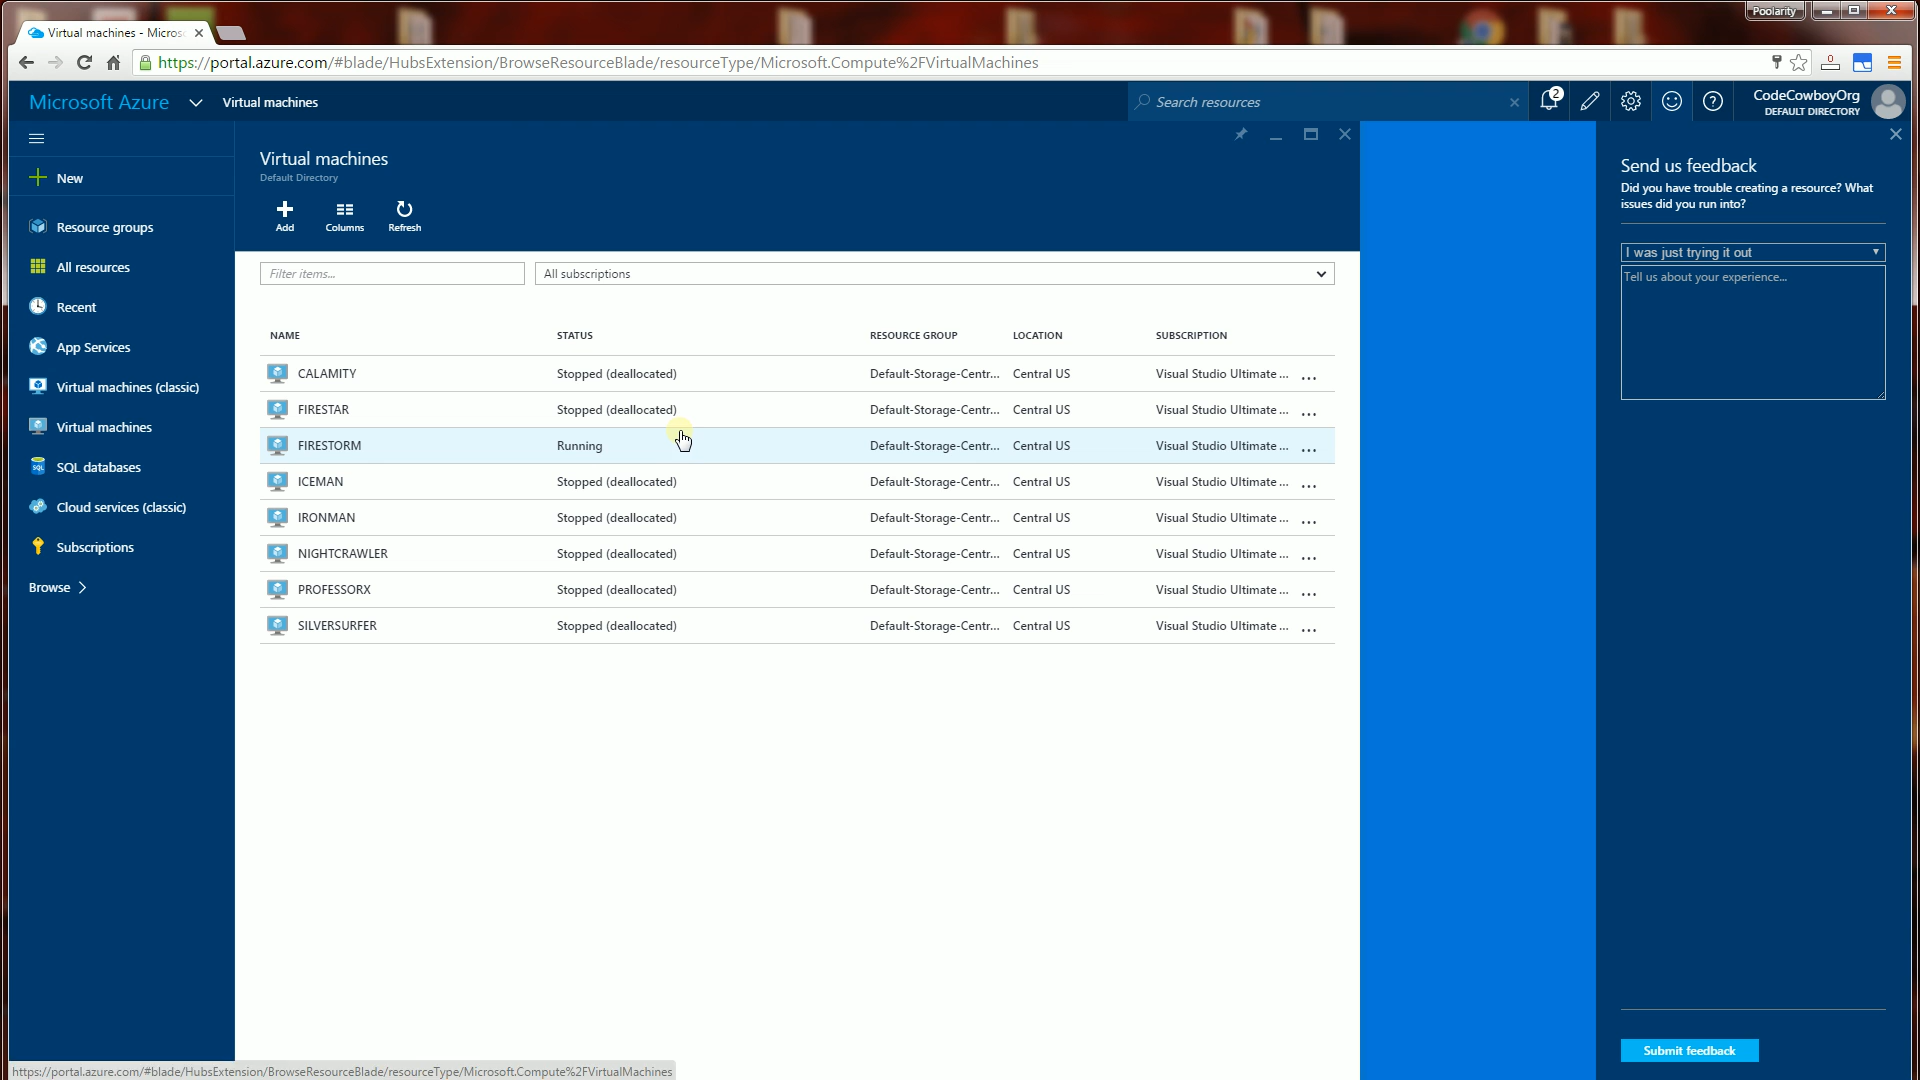 Poolarity
Virtual machines - Micros
https://portal.azure.com/#blade/HubsExtension/BrowseResourceBlade/resourceType/Microsoft.Compute%2FVirtualMachines
0
Microsoft Azure Virtual machines Search resources 2 CodeCowboyOrg
DEFAULT DIRECTORY
New
Resource groups
All resources
Recent
App Services
Virtual machines (classic)
Virtual machines
SQL databases
Cloud services (classic)
Subscriptions
Browse
Virtual machines
Default Directory
Add Columns Refresh
Filter items... All subscriptions
NAME STATUS RESOURCE GROUP LOCATION SUBSCRIPTION
CALAMITY Stopped (deallocated) Default-Storage-Centr... Central US Visual Studio Ultimate ... ...
FIRESTAR Stopped (deallocated) Default-Storage-Centr... Central US Visual Studio Ultimate ... ...
FIRESTORM Running Default-Storage-Centr... Central US Visual Studio Ultimate ... ...
ICEMAN Stopped (deallocated) Default-Storage-Centr... Central US Visual Studio Ultimate ... ...
IRONMAN Stopped (deallocated) Default-Storage-Centr... Central US Visual Studio Ultimate ... ...
NIGHTCRAWLER Stopped (deallocated) Default-Storage-Centr... Central US Visual Studio Ultimate ... ...
PROFESSORX Stopped (deallocated) Default-Storage-Centr... Central US Visual Studio Ultimate ... ...
SILVERSURFER Stopped (deallocated) Default-Storage-Centr... Central US Visual Studio Ultimate ... ...
Send us feedback
Did you have trouble creating a resource? What
issues did you run into?
I was just trying it out
Tell us about your experience...
Submit feedback
https://portal.azure.com/#blade/HubsExtension/BrowseResourceBlade/resourceType/Microsoft.Compute%2FVirtualMachines